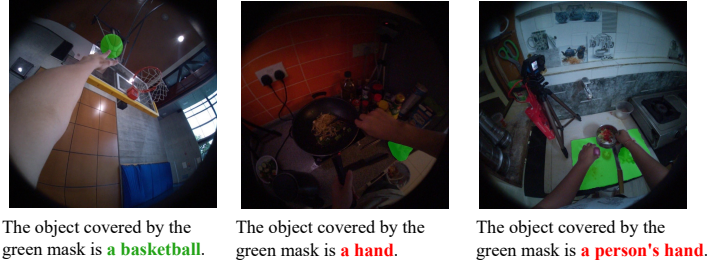 The object covered by the
green mask is a basketball.
The object covered by the
green mask is a hand.
The object covered by the
green mask is a person's hand.